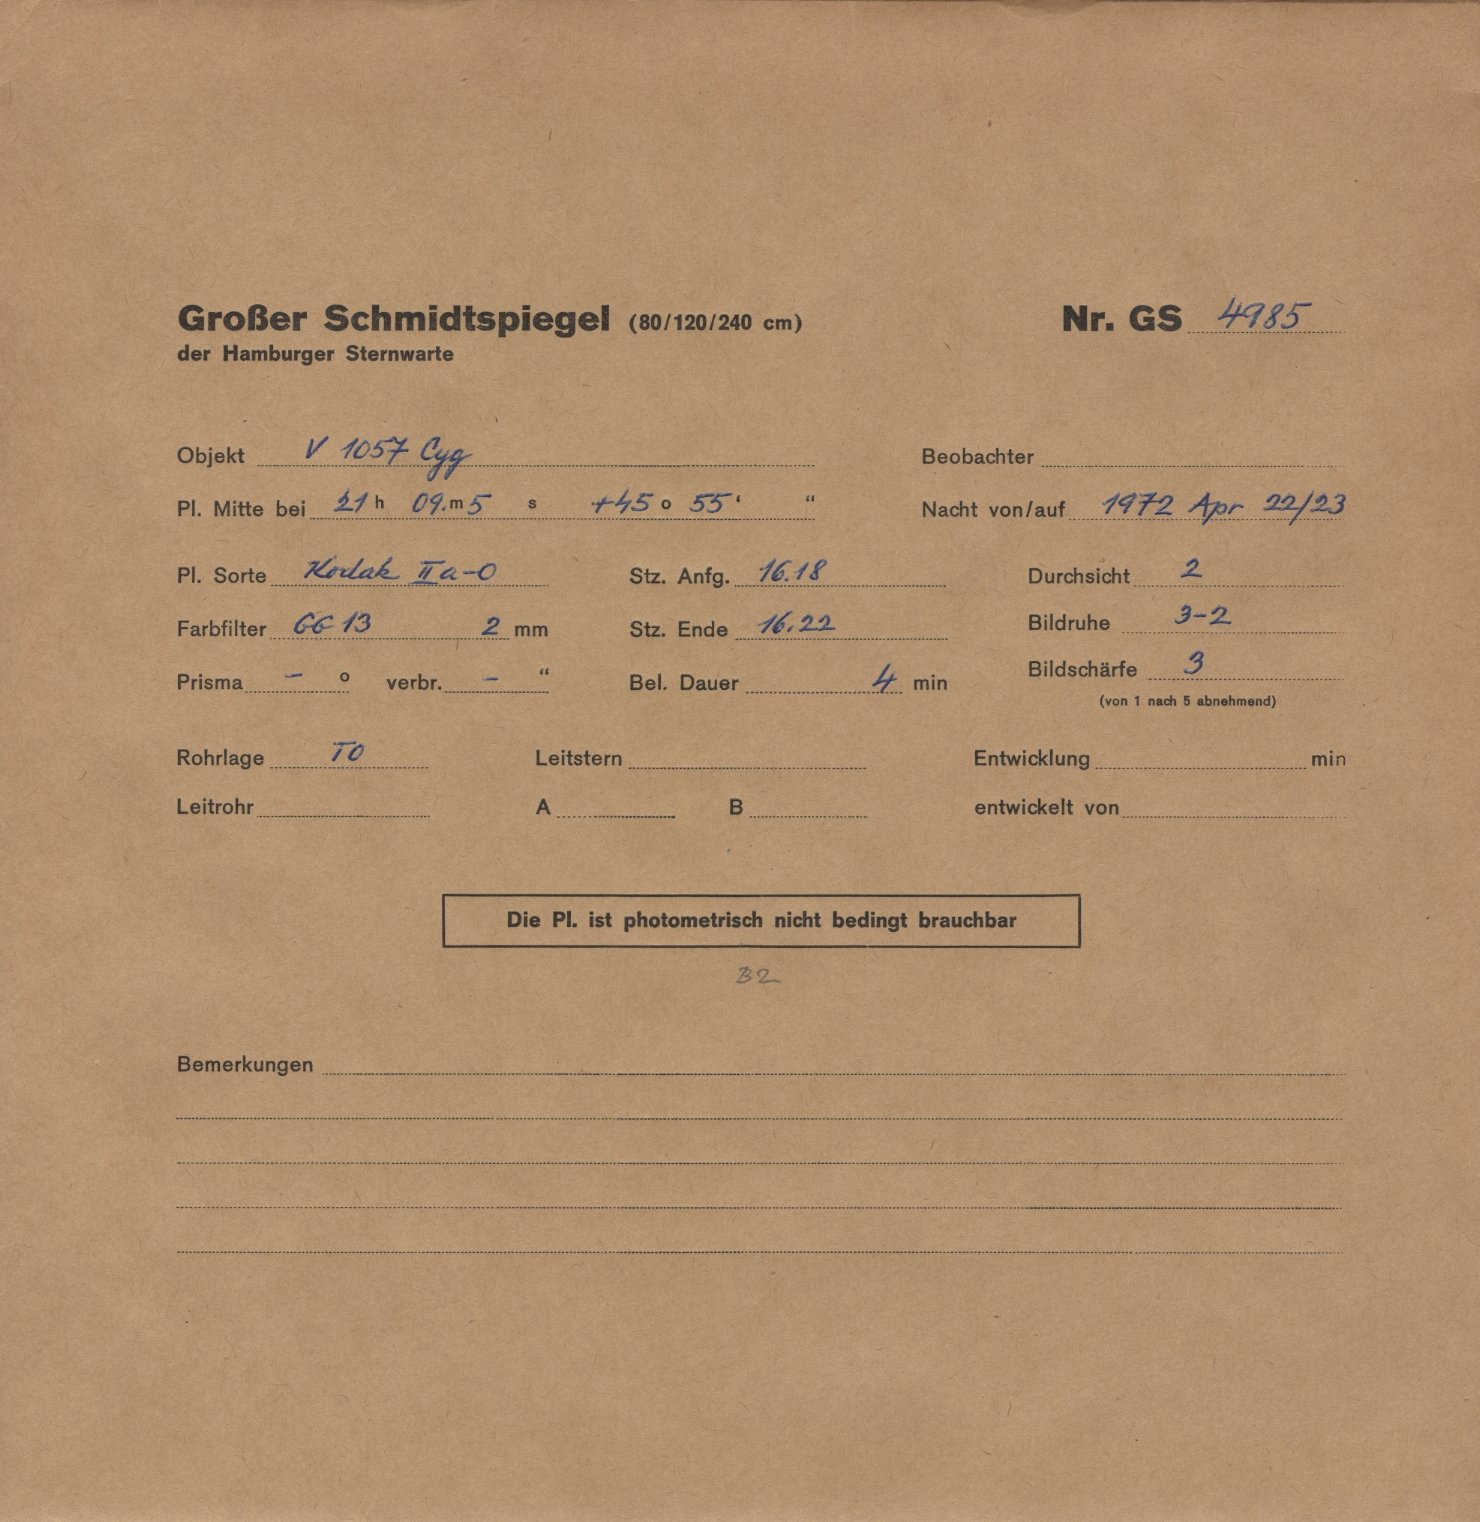 Großer Schmidtspiegel (80/120/240 cm) Nr. GS 4985
der Hamburger Sternwarte
Objekt V 1057 Cyg Beobachter
Pl. Mitte bei 21 h 09. m 5 s +45 o 55 ‘ “ Nacht von/auf 1972 Apr 22/23
Pl. Sorte Kodak IIa-O Stz. Anfg. 16.18 Durchsicht 2
Farbfilter GG 13 2 mm Stz. Ende 16.22 Bildruhe 3-2
Prisma – o verbr. – “ Bel. Dauer 4 min Bildschärfe 3
(von 1 nach 5 abnehmend)
Rohrlage TO Leitstern Entwicklung min
Leitrohr A B entwickelt von
Die Pl. ist photometrisch nicht bedingt brauchbar
B2
Bemerkungen